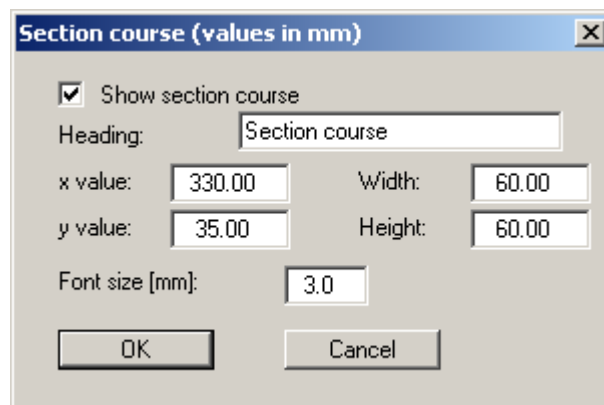 Section course (values in mm)
Show section course
Heading: Section course
x value: 330.00 Width: 60.00
y value: 35.00 Height: 60.00
Font size [mm]: 3.0
OK Cancel